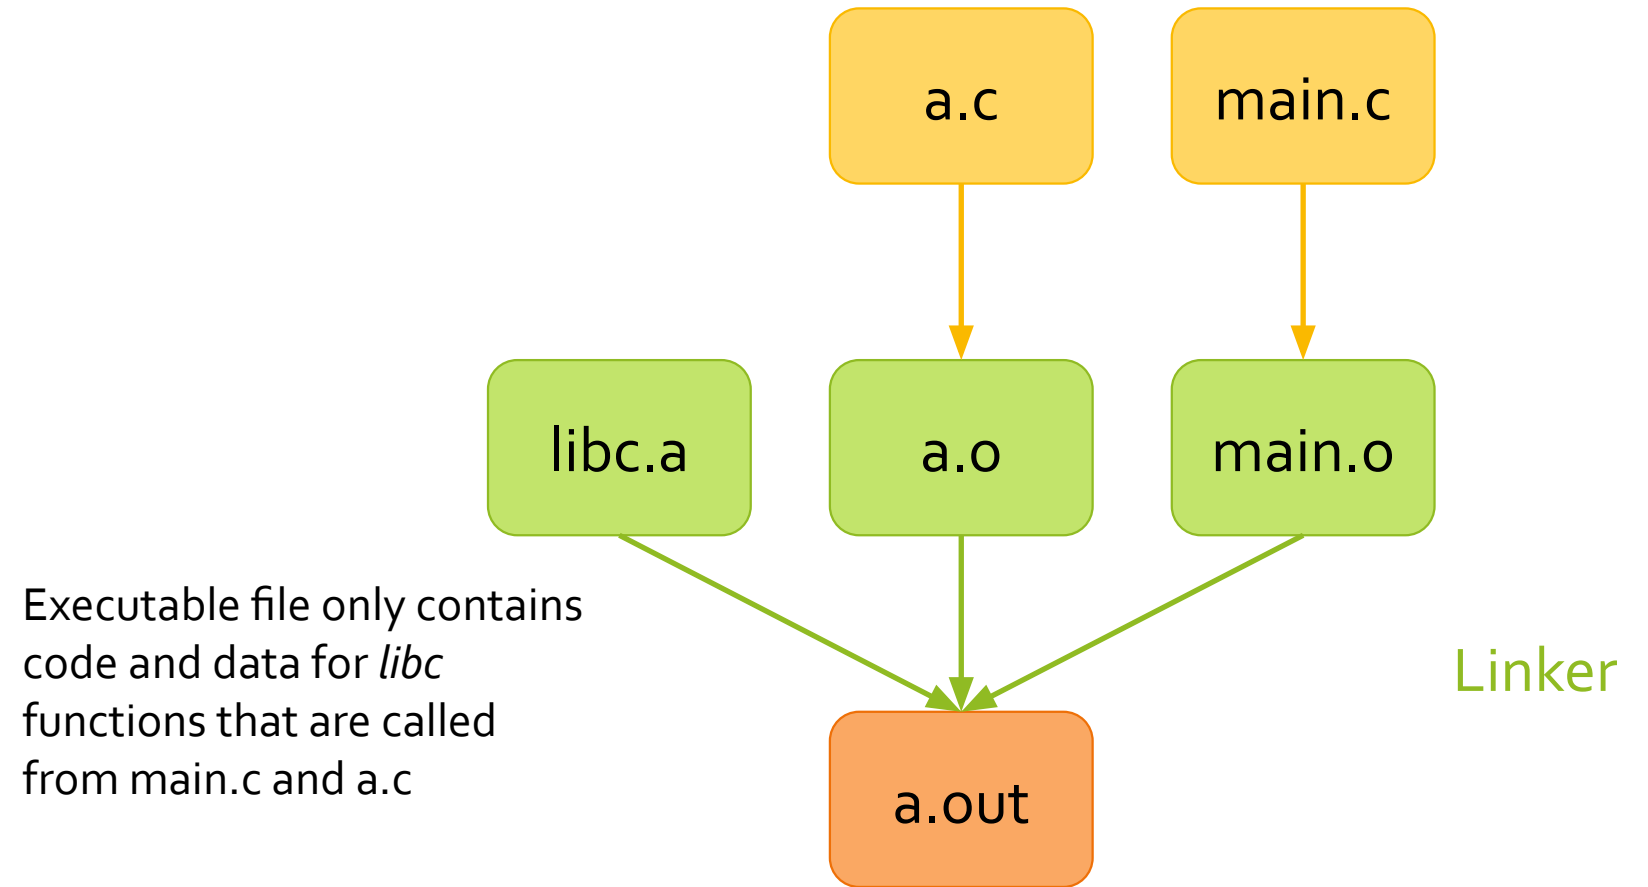 a.c
main.c
libc.a
a.o
main.o
Executable file only contains
code and data for libc
functions that are called
from main.c and a.c
Linker
a.out